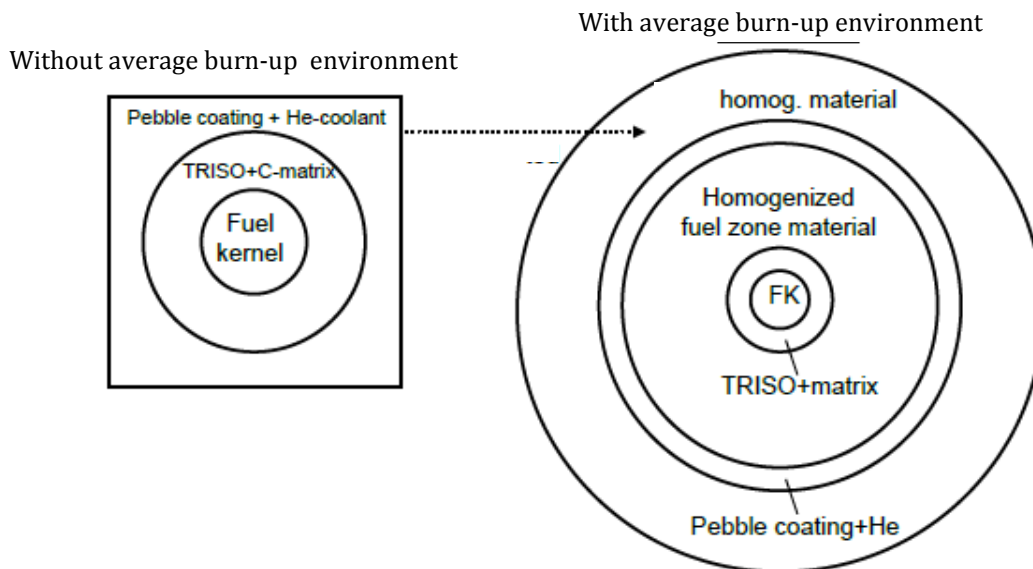 With average burn-up environment
Without average burn-up environment
Pebble coating + He-coolant
TRISO+C-matrix
Fuel
kernel
homog. material
Homogenized
fuel zone material
FK
TRISO+matrix
Pebble coating+He